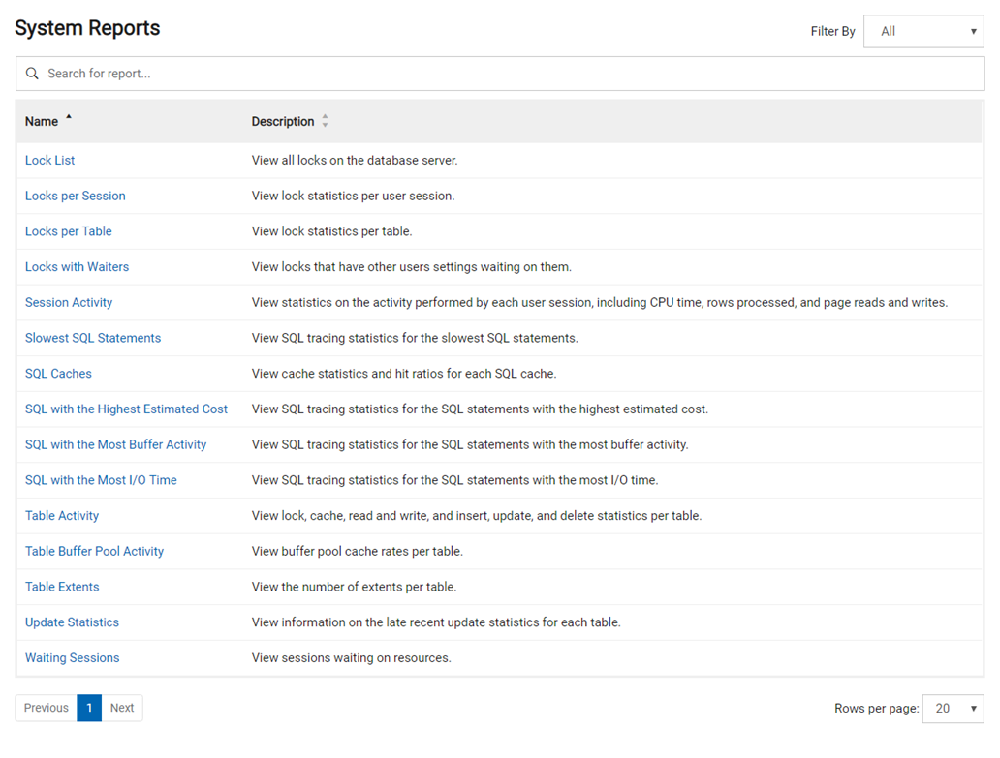 System Reports
Filter By All
Search for report...
Name Description
Lock List View all locks on the database server.
Locks per Session View lock statistics per user session.
Locks per Table View lock statistics per table.
Locks with Waiters View locks that have other users settings waiting on them.
Session Activity View statistics on the activity performed by each user session, including CPU time, rows processed, and page reads and writes.
Slowest SQL Statements View SQL tracing statistics for the slowest SQL statements.
SQL Caches View cache statistics and hit ratios for each SQL cache.
SQL with the Highest Estimated Cost View SQL tracing statistics for the SQL statements with the highest estimated cost.
SQL with the Most Buffer Activity View SQL tracing statistics for the SQL statements with the most buffer activity.
SQL with the Most I/O Time View SQL tracing statistics for the SQL statements with the most I/O time.
Table Activity View lock, cache, read and write, and insert, update, and delete statistics per table.
Table Buffer Pool Activity View buffer pool cache rates per table.
Table Extents View the number of extents per table.
Update Statistics View information on the late recent update statistics for each table.
Waiting Sessions View sessions waiting on resources.
Previous 1 Next Rows per page: 20